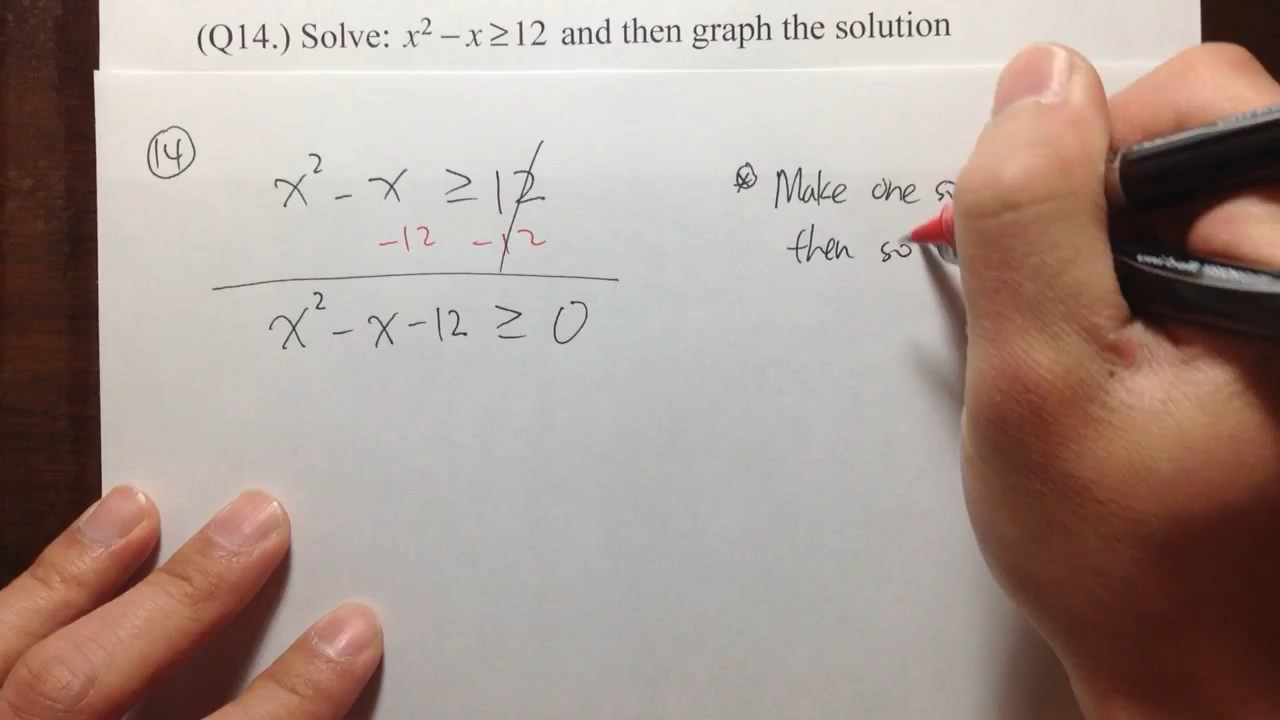 (Q14.) Solve: x² – x ≥ 12 and then graph the solution
14
x² - x ≥ 12
-12 -12
x² - x - 12 ≥ 0
* Make one
then so